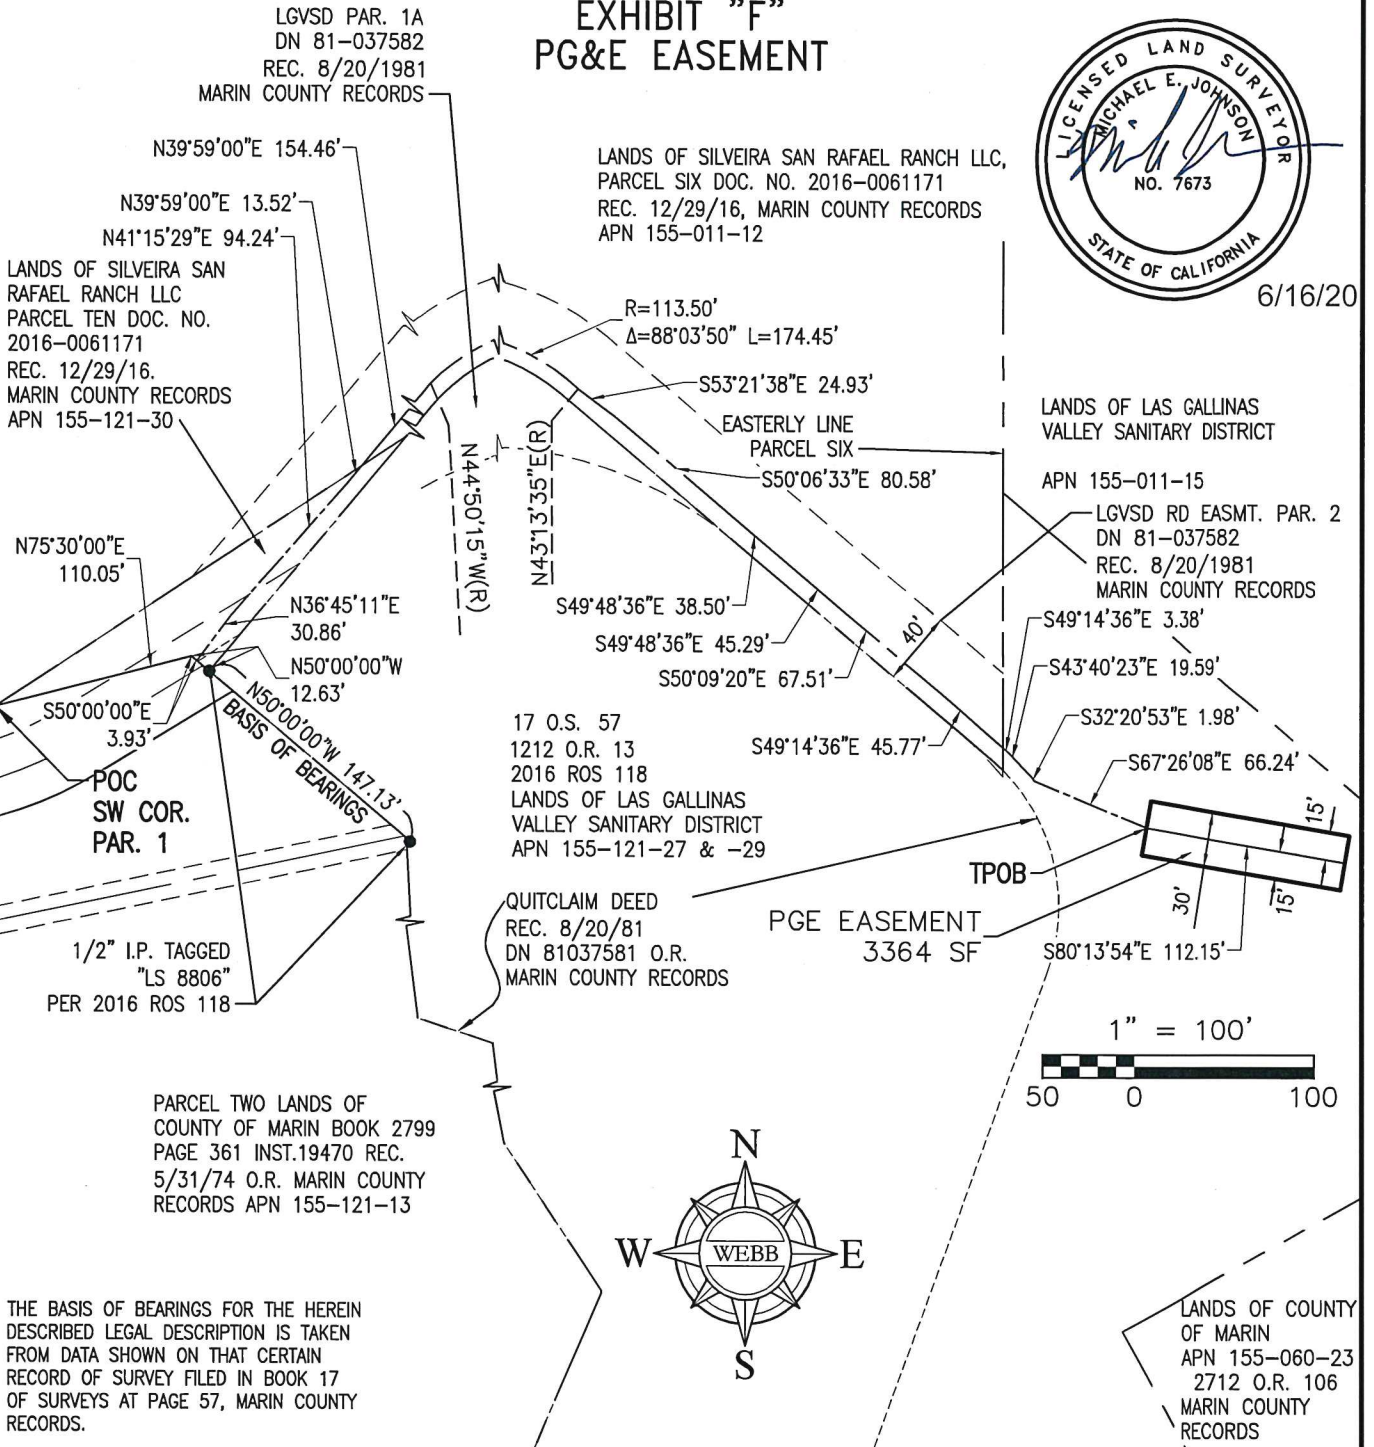 EXHIBIT "F"
PG&E EASEMENT
LGVSD PAR. 1A
DN 81-037582
REC. 8/20/1981
MARIN COUNTY RECORDS
LICENSED LAND SURVEYOR
MICHAEL E. JOHNSON
NO. 7673
STATE OF CALIFORNIA
6/16/20
N39°59'00"E 154.46'
N39°59'00"E 13.52'
N41°15'29"E 94.24'
LANDS OF SILVEIRA SAN
RAFAEL RANCH LLC
PARCEL TEN DOC. NO.
2016-0061171
REC. 12/29/16.
MARIN COUNTY RECORDS
APN 155-121-30
LANDS OF SILVEIRA SAN RAFAEL RANCH LLC,
PARCEL SIX DOC. NO. 2016-0061171
REC. 12/29/16, MARIN COUNTY RECORDS
APN 155-011-12
R=113.50'
Δ=88°03'50" L=174.45'
S53°21'38"E 24.93'
EASTERLY LINE
PARCEL SIX
S50°06'33"E 80.58'
LANDS OF LAS GALLINAS
VALLEY SANITARY DISTRICT
APN 155-011-15
LGVSD RD EASMT. PAR. 2
DN 81-037582
REC. 8/20/1981
MARIN COUNTY RECORDS
N44°50'15"W(R)
N43°13'35"E(R)
N75°30'00"E
110.05'
N36°45'11"E
30.86'
N50°00'00"W
12.63'
S50°00'00"E
3.93'
N50°00'00"W 147.13'
BASIS OF BEARINGS
POC
SW COR.
PAR. 1
S49°48'36"E 38.50'
S49°48'36"E 45.29'
S50°09'20"E 67.51'
40'
S49°14'36"E 45.77'
S49°14'36"E 3.38'
S43°40'23"E 19.59'
S32°20'53"E 1.98'
S67°26'08"E 66.24'
17 O.S. 57
1212 O.R. 13
2016 ROS 118
LANDS OF LAS GALLINAS
VALLEY SANITARY DISTRICT
APN 155-121-27 & -29
15'
TPOB
30'
15'
PGE EASEMENT
3364 SF
S80°13'54"E 112.15'
QUITCLAIM DEED
REC. 8/20/81
DN 81037581 O.R.
MARIN COUNTY RECORDS
1/2" I.P. TAGGED
"LS 8806"
PER 2016 ROS 118
1" = 100'
50 0 100
PARCEL TWO LANDS OF
COUNTY OF MARIN BOOK 2799
PAGE 361 INST.19470 REC.
5/31/74 O.R. MARIN COUNTY
RECORDS APN 155-121-13
N
W WEBB E
S
THE BASIS OF BEARINGS FOR THE HEREIN
DESCRIBED LEGAL DESCRIPTION IS TAKEN
FROM DATA SHOWN ON THAT CERTAIN
RECORD OF SURVEY FILED IN BOOK 17
OF SURVEYS AT PAGE 57, MARIN COUNTY
RECORDS.
LANDS OF COUNTY
OF MARIN
APN 155-060-23
2712 O.R. 106
MARIN COUNTY
RECORDS